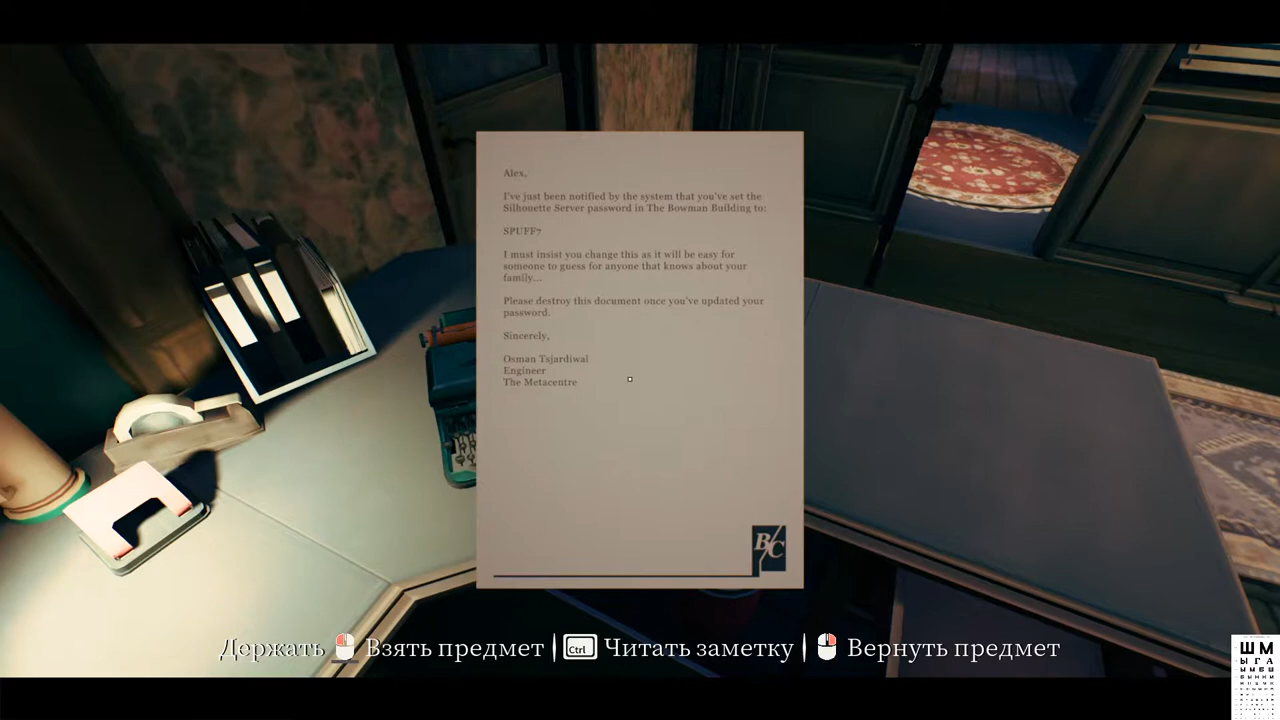 Alex,
I've just been notified by the system that you've set the
Silhouette Server password in The Bowman Building to:
SPUFF7
I must insist you change this as it will be easy for
someone to guess for anyone that knows about your
family...
Please destroy this document once you've updated your
password.
Sincerely,
Osman Tsjardiwal
Engineer
The Metacentre
B/C
Держать Взять предмет | Ctrl Читать заметку | Вернуть предмет
Ш М
Ы Г А